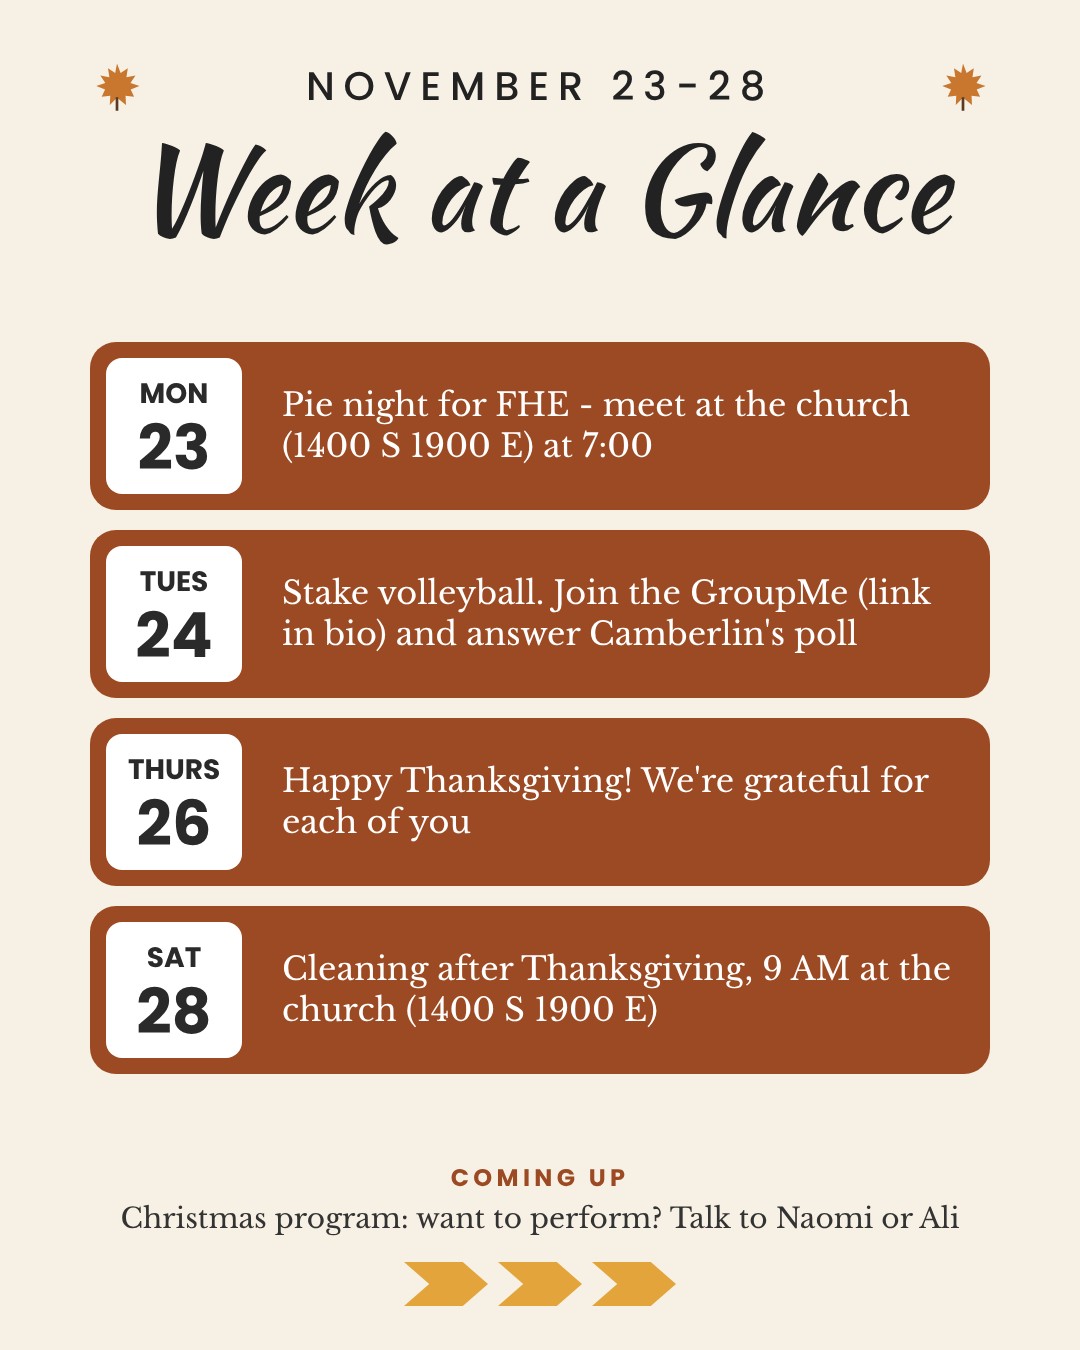 NOVEMBER 23-28
Week at a Glance
MON
23
Pie night for FHE - meet at the church
(1400 S 1900 E) at 7:00
TUES
24
Stake volleyball. Join the GroupMe (link
in bio) and answer Camberlin's poll
THURS
26
Happy Thanksgiving! We're grateful for
each of you
SAT
28
Cleaning after Thanksgiving, 9 AM at the
church (1400 S 1900 E)
COMING UP
Christmas program: want to perform? Talk to Naomi or Ali